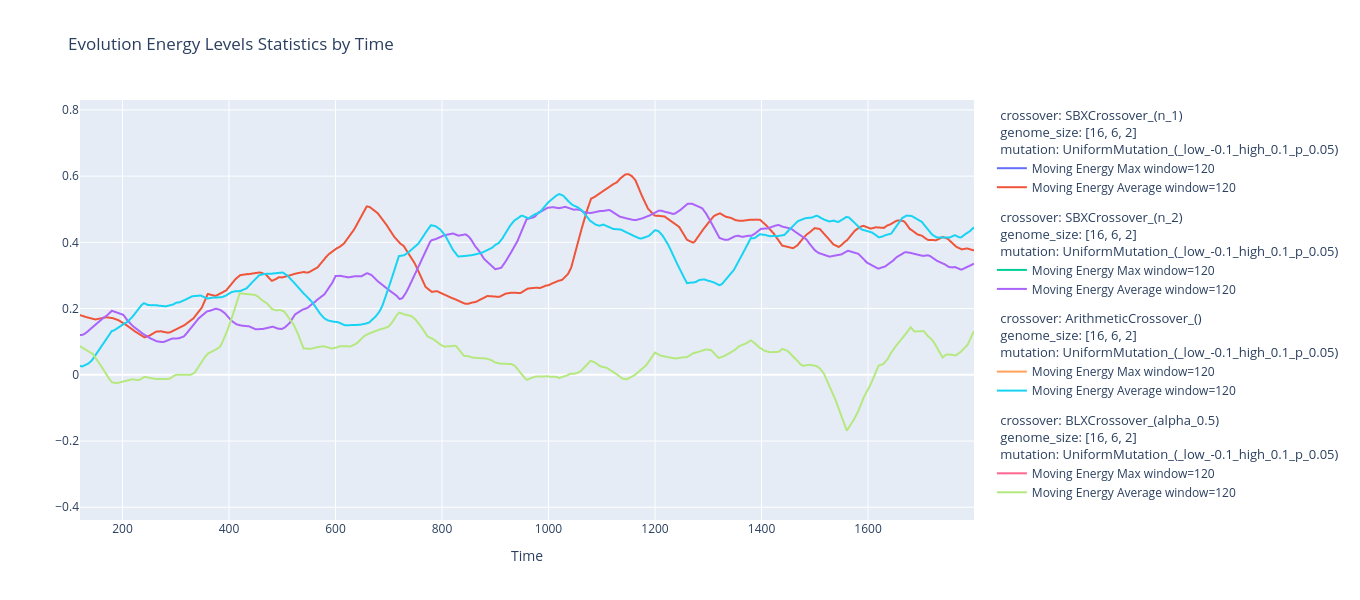 Evolution Energy Levels Statistics by Time
0.8
0.6
0.4
0.2
0
−0.2
−0.4
200 400 600 800 1000 1200 1400 1600
Time
crossover: SBXCrossover_(n_1)
genome_size: [16, 6, 2]
mutation: UniformMutation_(_low_-0.1_high_0.1_p_0.05)
Moving Energy Max window=120
Moving Energy Average window=120
crossover: SBXCrossover_(n_2)
genome_size: [16, 6, 2]
mutation: UniformMutation_(_low_-0.1_high_0.1_p_0.05)
Moving Energy Max window=120
Moving Energy Average window=120
crossover: ArithmeticCrossover_()
genome_size: [16, 6, 2]
mutation: UniformMutation_(_low_-0.1_high_0.1_p_0.05)
Moving Energy Max window=120
Moving Energy Average window=120
crossover: BLXCrossover_(alpha_0.5)
genome_size: [16, 6, 2]
mutation: UniformMutation_(_low_-0.1_high_0.1_p_0.05)
Moving Energy Max window=120
Moving Energy Average window=120